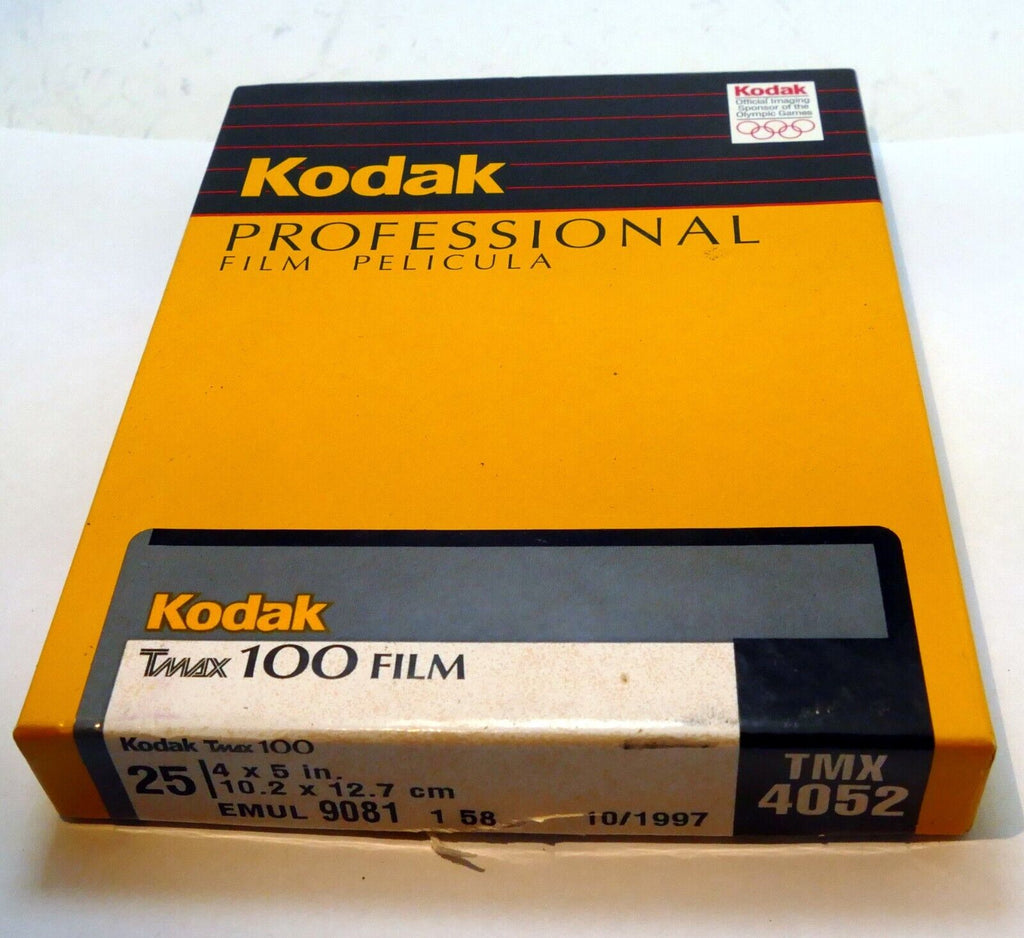 Kodak
Official Imaging
Sponsor of the
Olympic Games
Kodak
PROFESSIONAL
FILM PELICULA
Kodak
TMAX 100 FILM
Kodak TMAX 100
25 4 x 5 in.
10.2 x 12.7 cm
EMUL 9081 1 58 10/1997
TMX
4052